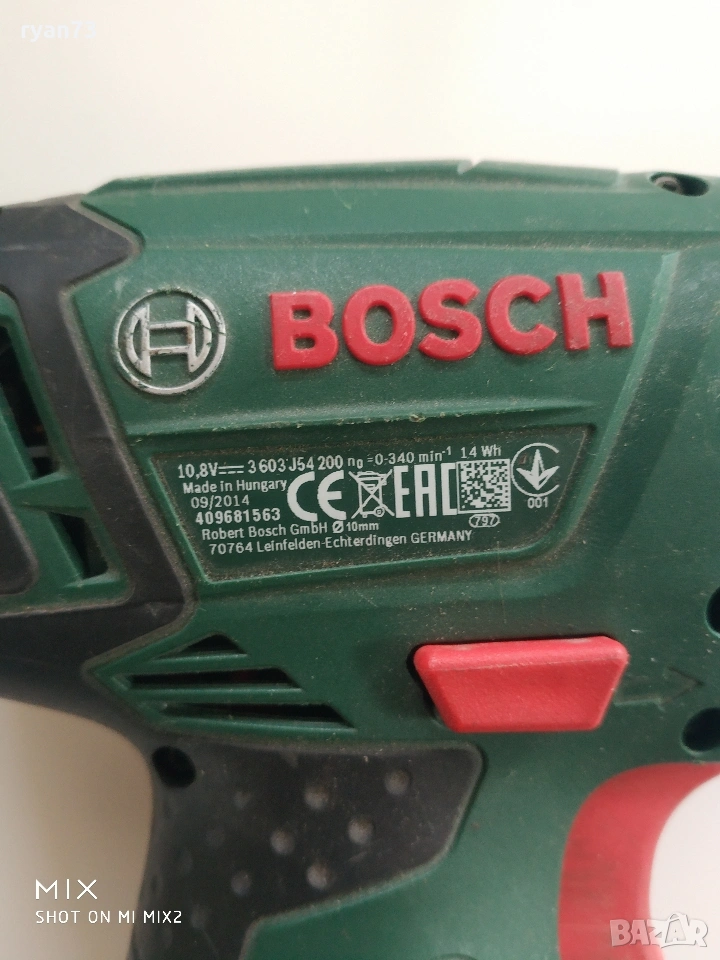 ryan73
BOSCH
10,8V 3 603 J54 200 n₀ =0-340 min⁻¹ 14 Wh
Made in Hungary
09/2014
409681563
CE EAC
001
Robert Bosch GmbH Ø10mm
797
70764 Leinfelden-Echterdingen GERMANY
MIX
SHOT ON MI MIX2
BAZAR